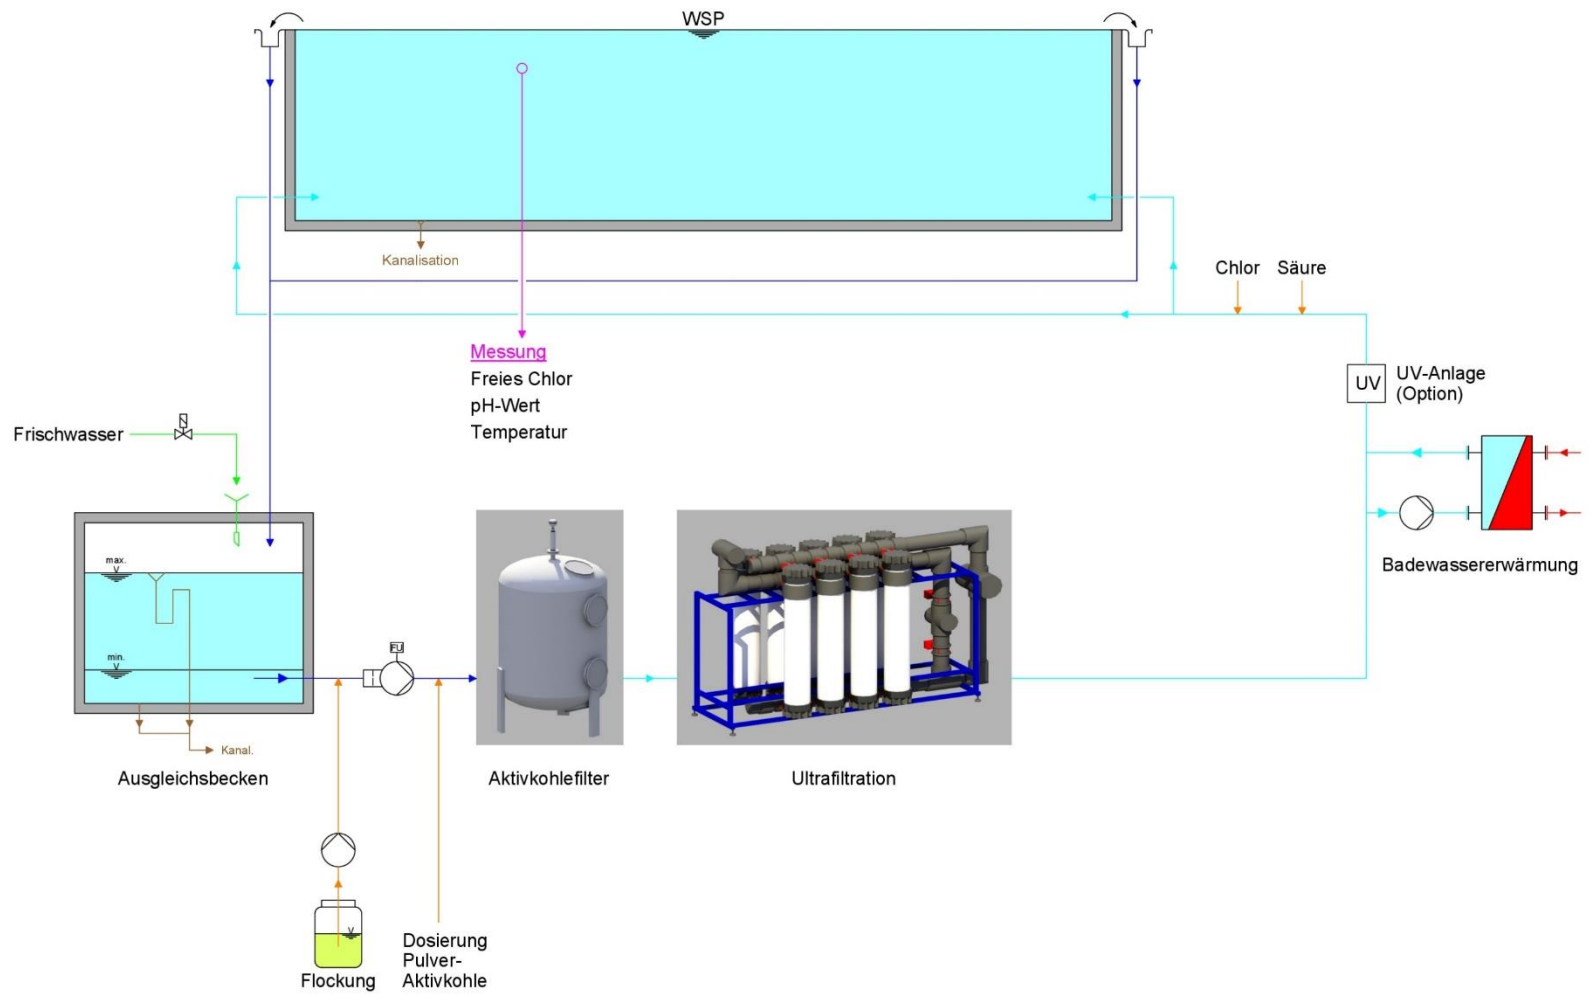 WSP
Kanalisation
Chlor
Säure
Messung
Freies Chlor
pH-Wert
Temperatur
UV
UV-Anlage
(Option)
Frischwasser
max.
min.
FU
Badewassererwärmung
Kanal.
Ausgleichsbecken
Aktivkohlefilter
Ultrafiltration
Dosierung
Pulver-
Aktivkohle
Flockung